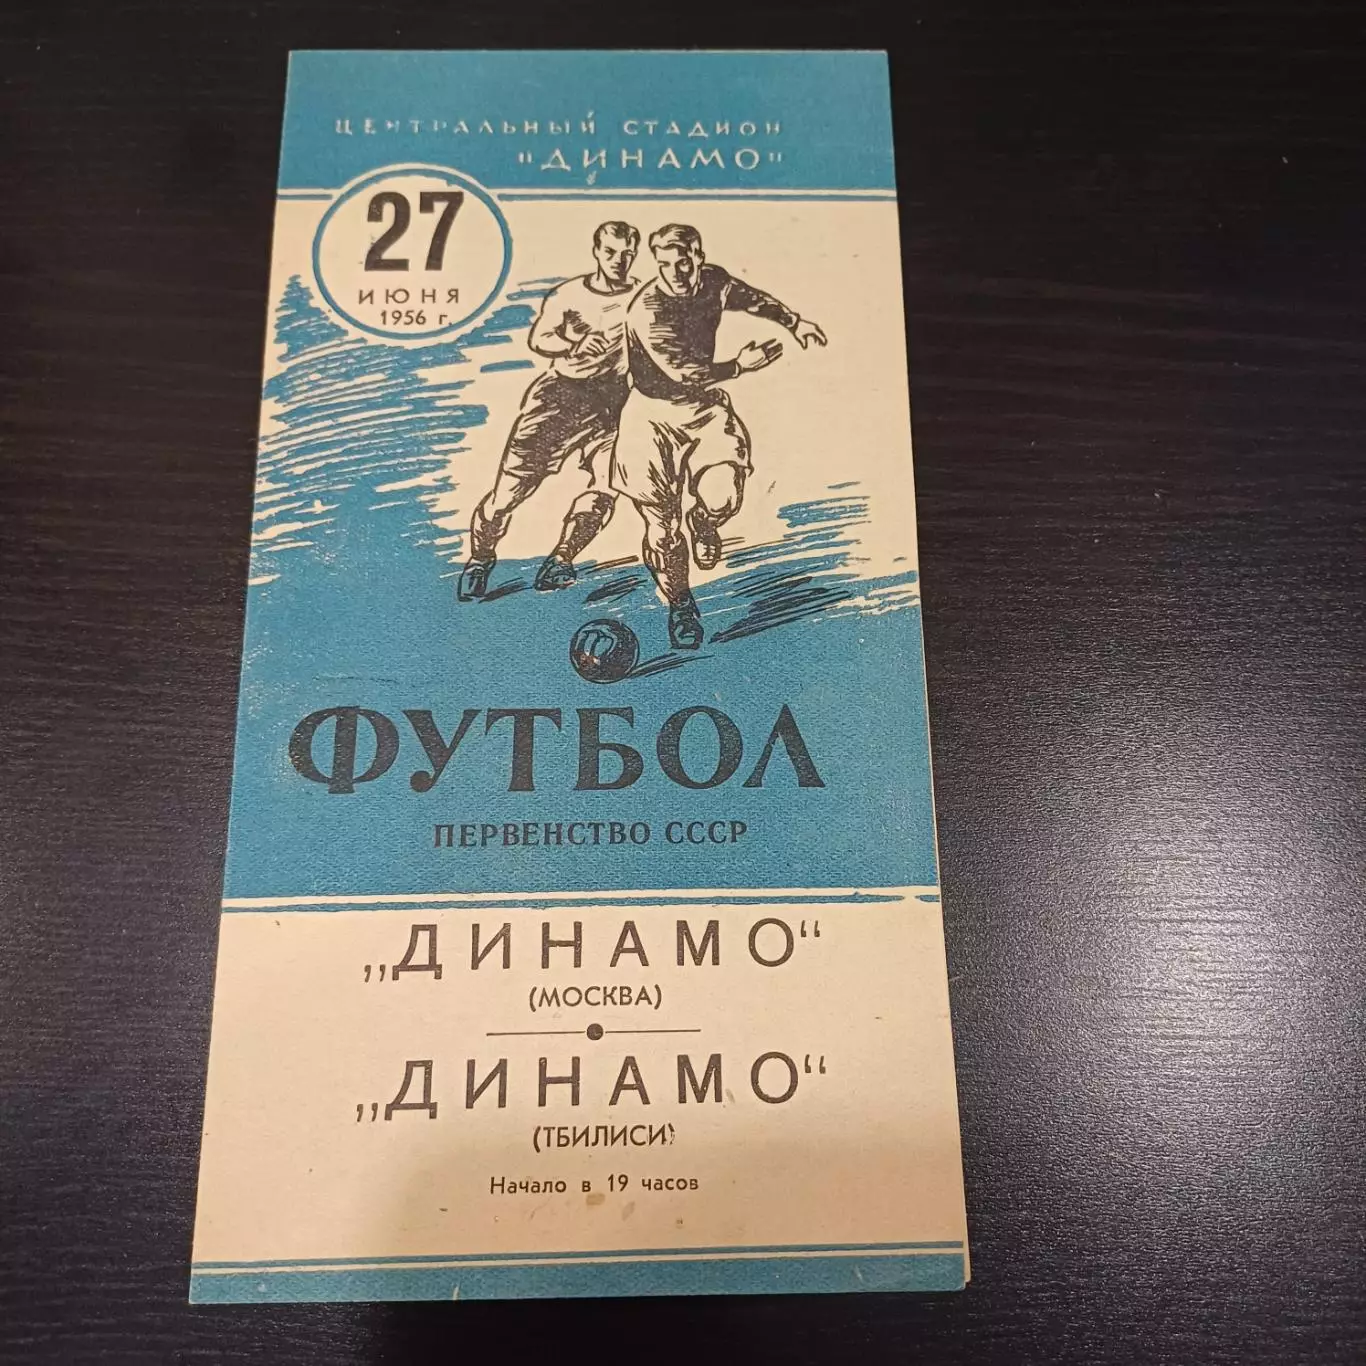 ЦЕНТРАЛЬНЫЙ СТАДИОН
"ДИНАМО"
27
ИЮНЯ
1956 г.
ФУТБОЛ
ПЕРВЕНСТВО СССР
„ДИНАМО“
(МОСКВА)
„ДИНАМО“
(ТБИЛИСИ)
Начало в 19 часов